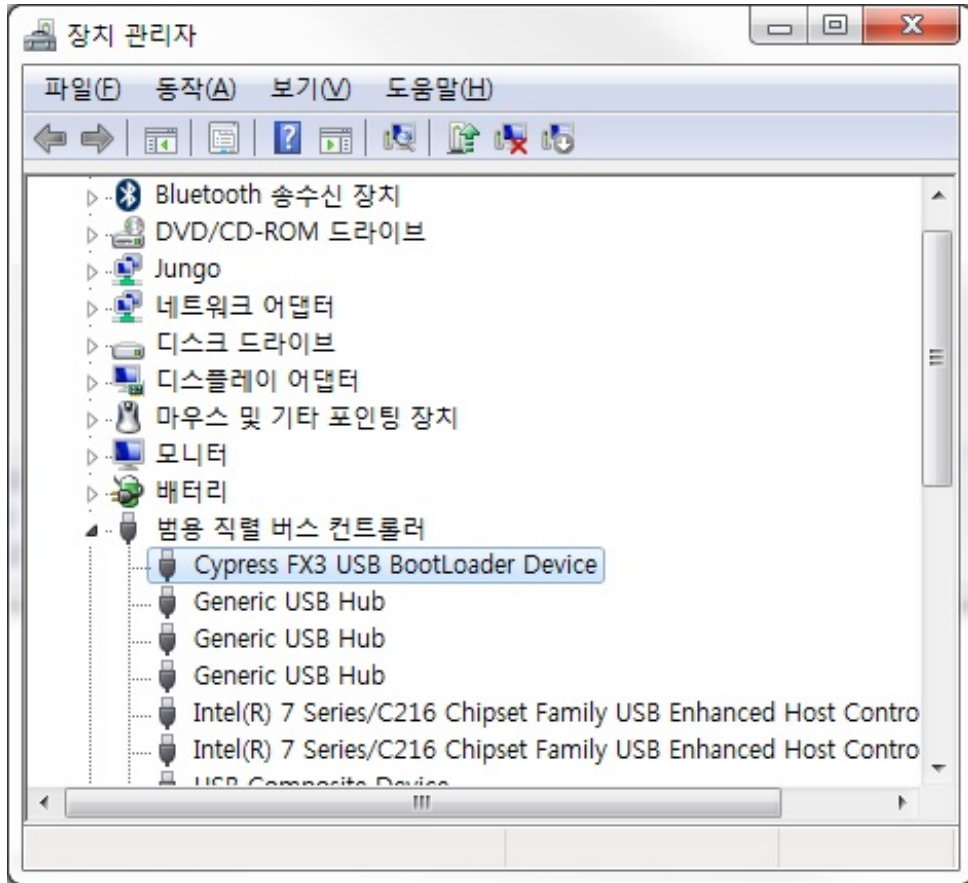 장치 관리자
파일(F) 동작(A) 보기(V) 도움말(H)
Bluetooth 송수신 장치
DVD/CD-ROM 드라이브
Jungo
네트워크 어댑터
디스크 드라이브
디스플레이 어댑터
마우스 및 기타 포인팅 장치
모니터
배터리
범용 직렬 버스 컨트롤러
Cypress FX3 USB BootLoader Device
Generic USB Hub
Generic USB Hub
Generic USB Hub
Intel(R) 7 Series/C216 Chipset Family USB Enhanced Host Contro
Intel(R) 7 Series/C216 Chipset Family USB Enhanced Host Contro
USB Composite Device